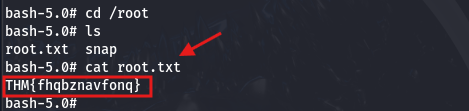 bash-5.0# cd /root
bash-5.0# ls
root.txt  snap
bash-5.0# cat root.txt
THM{fhqbznavfonq}
bash-5.0#